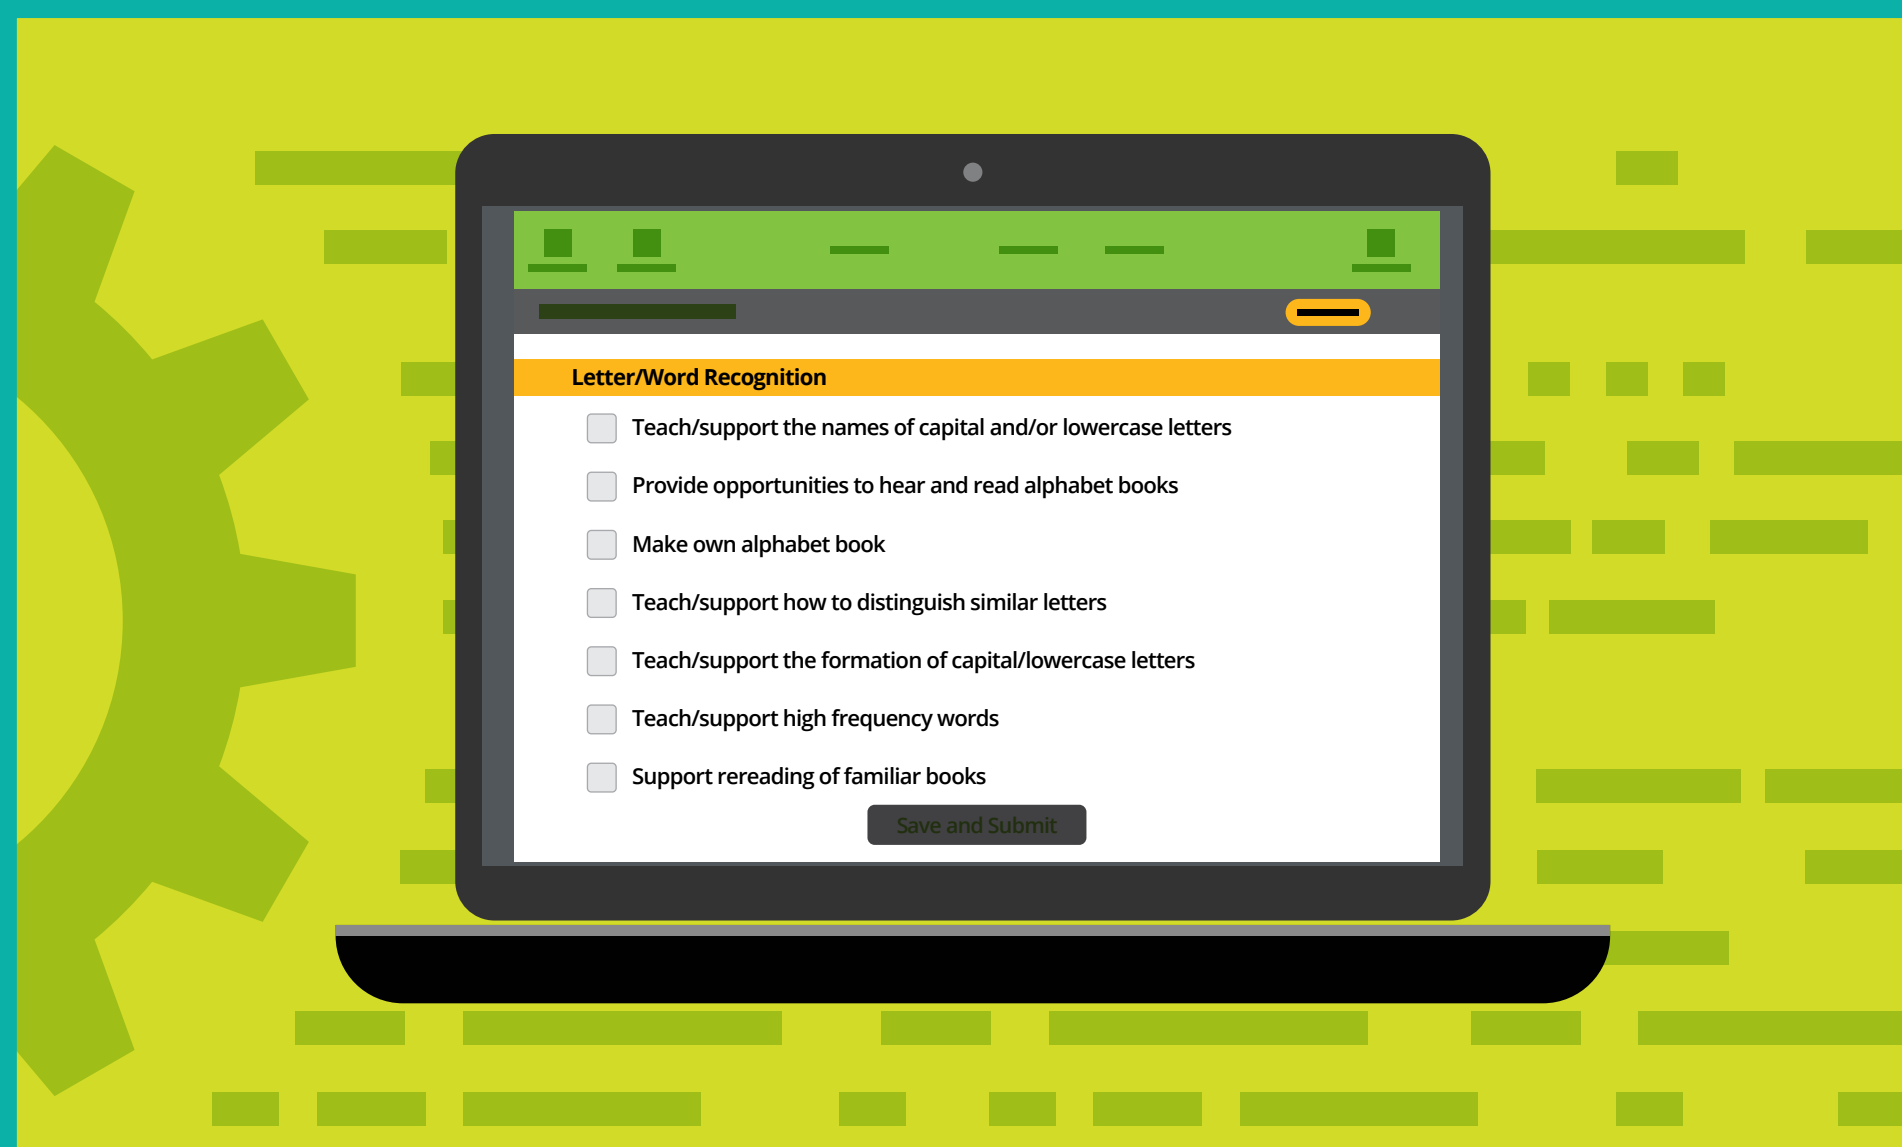 Letter/Word Recognition
Teach/support the names of capital and/or lowercase letters
Provide opportunities to hear and read alphabet books
Make own alphabet book
Teach/support how to distinguish similar letters
Teach/support the formation of capital/lowercase letters
Teach/support high frequency words
Support rereading of familiar books
Save and Submit